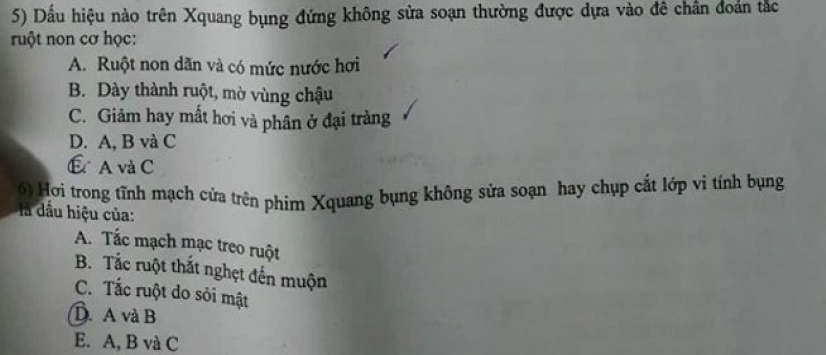 5) Dấu hiệu nào trên Xquang bụng đứng không sửa soạn thường được dựa vào để chẩn đoán tắc
ruột non cơ học:
A. Ruột non dãn và có mức nước hơi
B. Dày thành ruột, mờ vùng chậu
C. Giảm hay mất hơi và phân ở đại tràng
D. A, B và C
E. A và C
6) Hơi trong tĩnh mạch cửa trên phim Xquang bụng không sửa soạn hay chụp cắt lớp vi tính bụng
là dấu hiệu của:
A. Tắc mạch mạc treo ruột
B. Tắc ruột thắt nghẹt đến muộn
C. Tắc ruột do sỏi mật
D. A và B
E. A, B và C